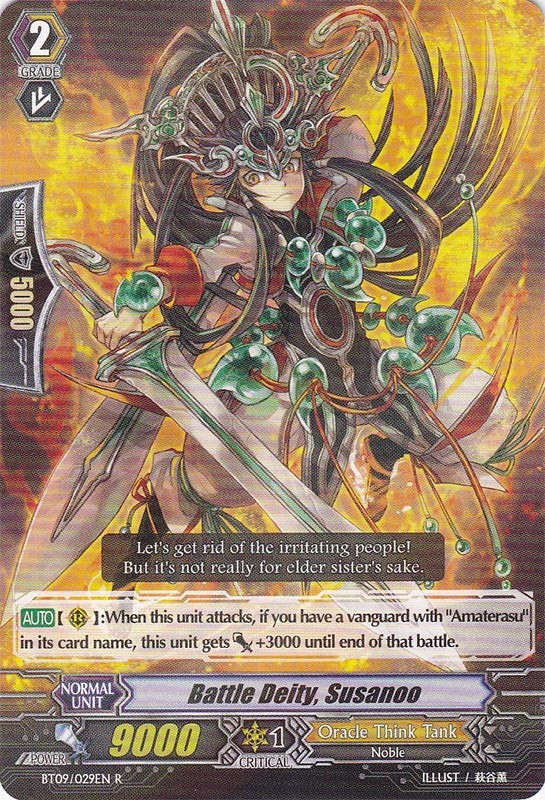 2
GRADE
SHIELD
5000
Let's get rid of the irritating people!
But it's not really for elder sister's sake.
AUTO【 R 】:When this unit attacks, if you have a vanguard with "Amaterasu"
in its card name, this unit gets +3000 until end of that battle.
NORMAL
UNIT
Battle Deity, Susanoo
POWER
9000
1
CRITICAL
Oracle Think Tank
Noble
BT09/029EN R
ILLUST / 萩谷薫